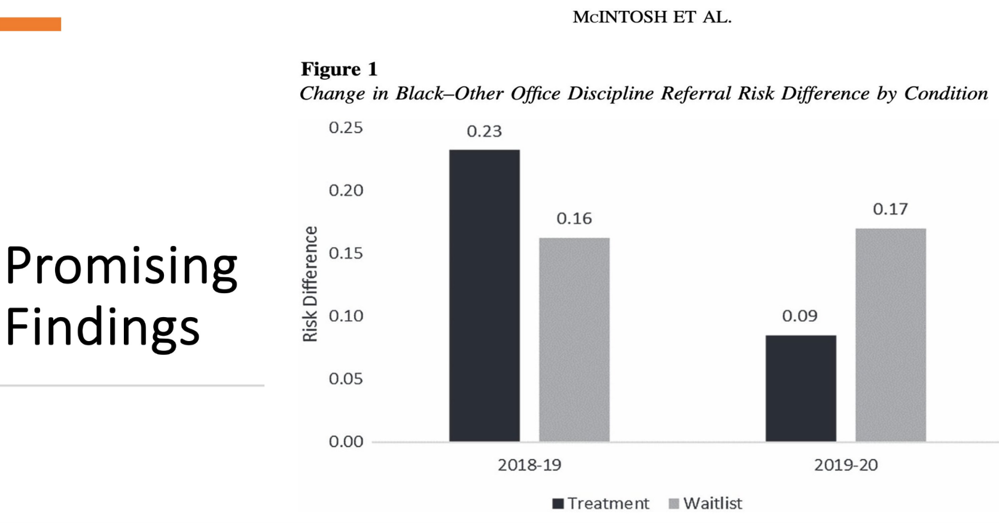 McINTOSH ET AL.
Promising
Findings
Figure 1
Change in Black–Other Office Discipline Referral Risk Difference by Condition
Risk Difference
0.25
0.20
0.15
0.10
0.05
0.00
0.23
0.16
0.09
0.17
2018-19
2019-20
Treatment
Waitlist